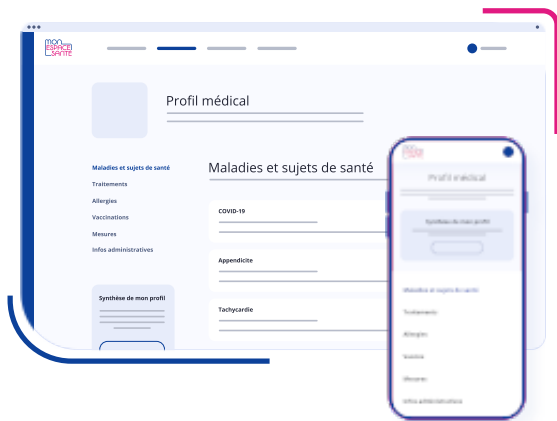 MON
ESPACE
SANTÉ
Profil médical
Maladies et sujets de santé
Traitements
Allergies
Vaccinations
Mesures
Infos administratives
Synthèse de mon profil
Maladies et sujets de santé
COVID-19
Appendicite
Tachycardie
Profil médical
Synthèse de mon profil
Maladies et sujets de santé
Traitements
Allergies
Mesures
Infos administratives